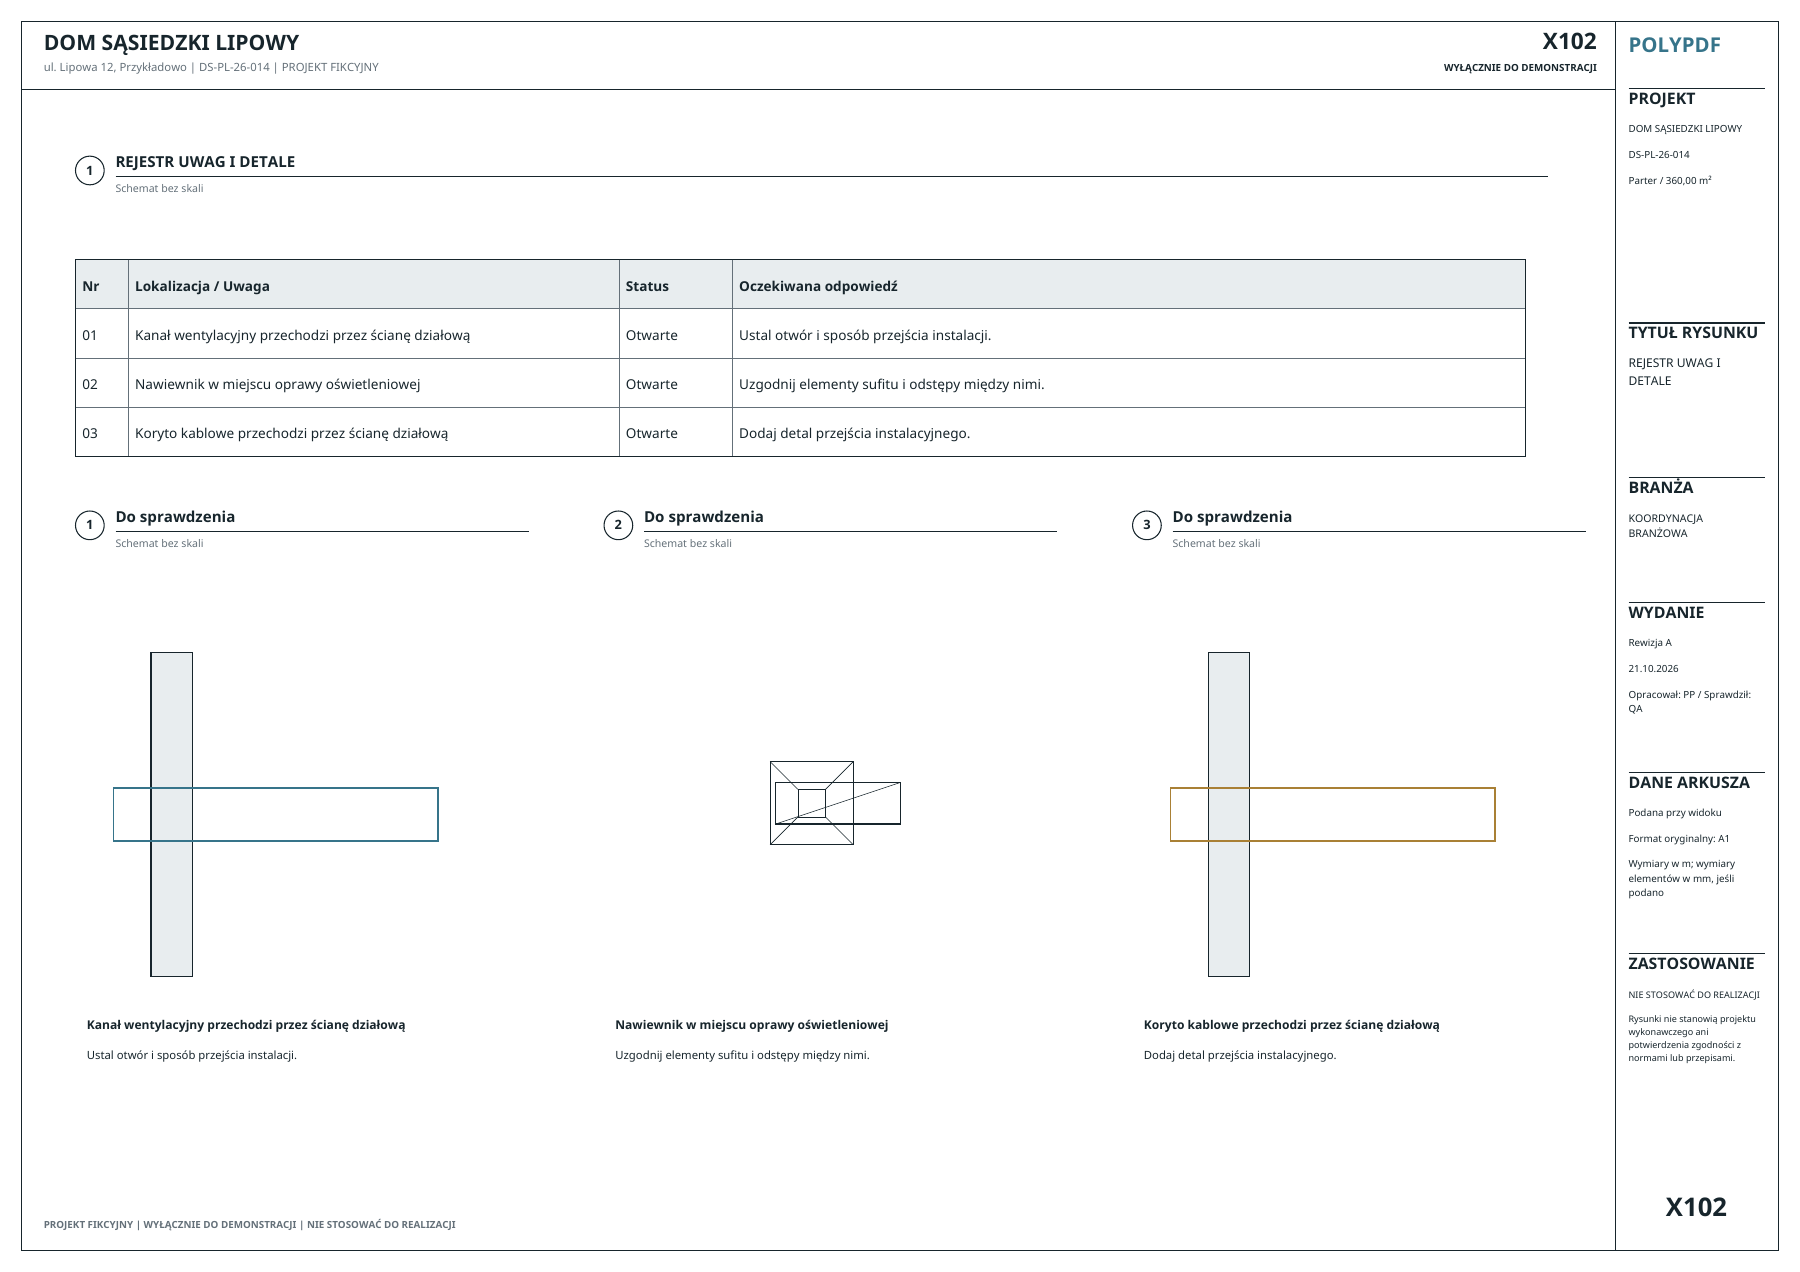 DOM SĄSIEDZKI LIPOWY
ul. Lipowa 12, Przykładowo | DS-PL-26-014 | PROJEKT FIKCYJNY
X102
WYŁĄCZNIE DO DEMONSTRACJI
1
REJESTR UWAG I DETALE
Schemat bez skali
Nr Lokalizacja / Uwaga Status Oczekiwana odpowiedź
01 Kanał wentylacyjny przechodzi przez ścianę działową Otwarte Ustal otwór i sposób przejścia instalacji.
02 Nawiewnik w miejscu oprawy oświetleniowej Otwarte Uzgodnij elementy sufitu i odstępy między nimi.
03 Koryto kablowe przechodzi przez ścianę działową Otwarte Dodaj detal przejścia instalacyjnego.
1
Do sprawdzenia
Schemat bez skali
Kanał wentylacyjny przechodzi przez ścianę działową
Ustal otwór i sposób przejścia instalacji.
2
Do sprawdzenia
Schemat bez skali
Nawiewnik w miejscu oprawy oświetleniowej
Uzgodnij elementy sufitu i odstępy między nimi.
3
Do sprawdzenia
Schemat bez skali
Koryto kablowe przechodzi przez ścianę działową
Dodaj detal przejścia instalacyjnego.
PROJEKT FIKCYJNY | WYŁĄCZNIE DO DEMONSTRACJI | NIE STOSOWAĆ DO REALIZACJI
POLYPDF
PROJEKT
DOM SĄSIEDZKI LIPOWY
DS-PL-26-014
Parter / 360,00 m²
TYTUŁ RYSUNKU
REJESTR UWAG I
DETALE
BRANŻA
KOORDYNACJA
BRANŻOWA
WYDANIE
Rewizja A
21.10.2026
Opracował: PP / Sprawdził:
QA
DANE ARKUSZA
Podana przy widoku
Format oryginalny: A1
Wymiary w m; wymiary
elementów w mm, jeśli
podano
ZASTOSOWANIE
NIE STOSOWAĆ DO REALIZACJI
Rysunki nie stanowią projektu
wykonawczego ani
potwierdzenia zgodności z
normami lub przepisami.
X102